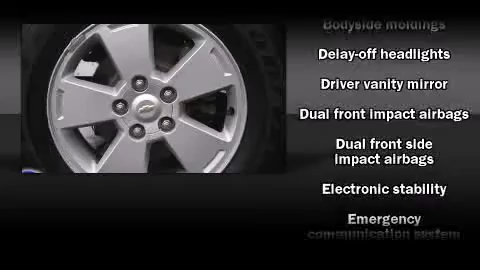 Bodyside moldings
Delay-off headlights
Driver vanity mirror
Dual front impact airbags
Dual front side
impact airbags
Electronic stability
Emergency
communication system